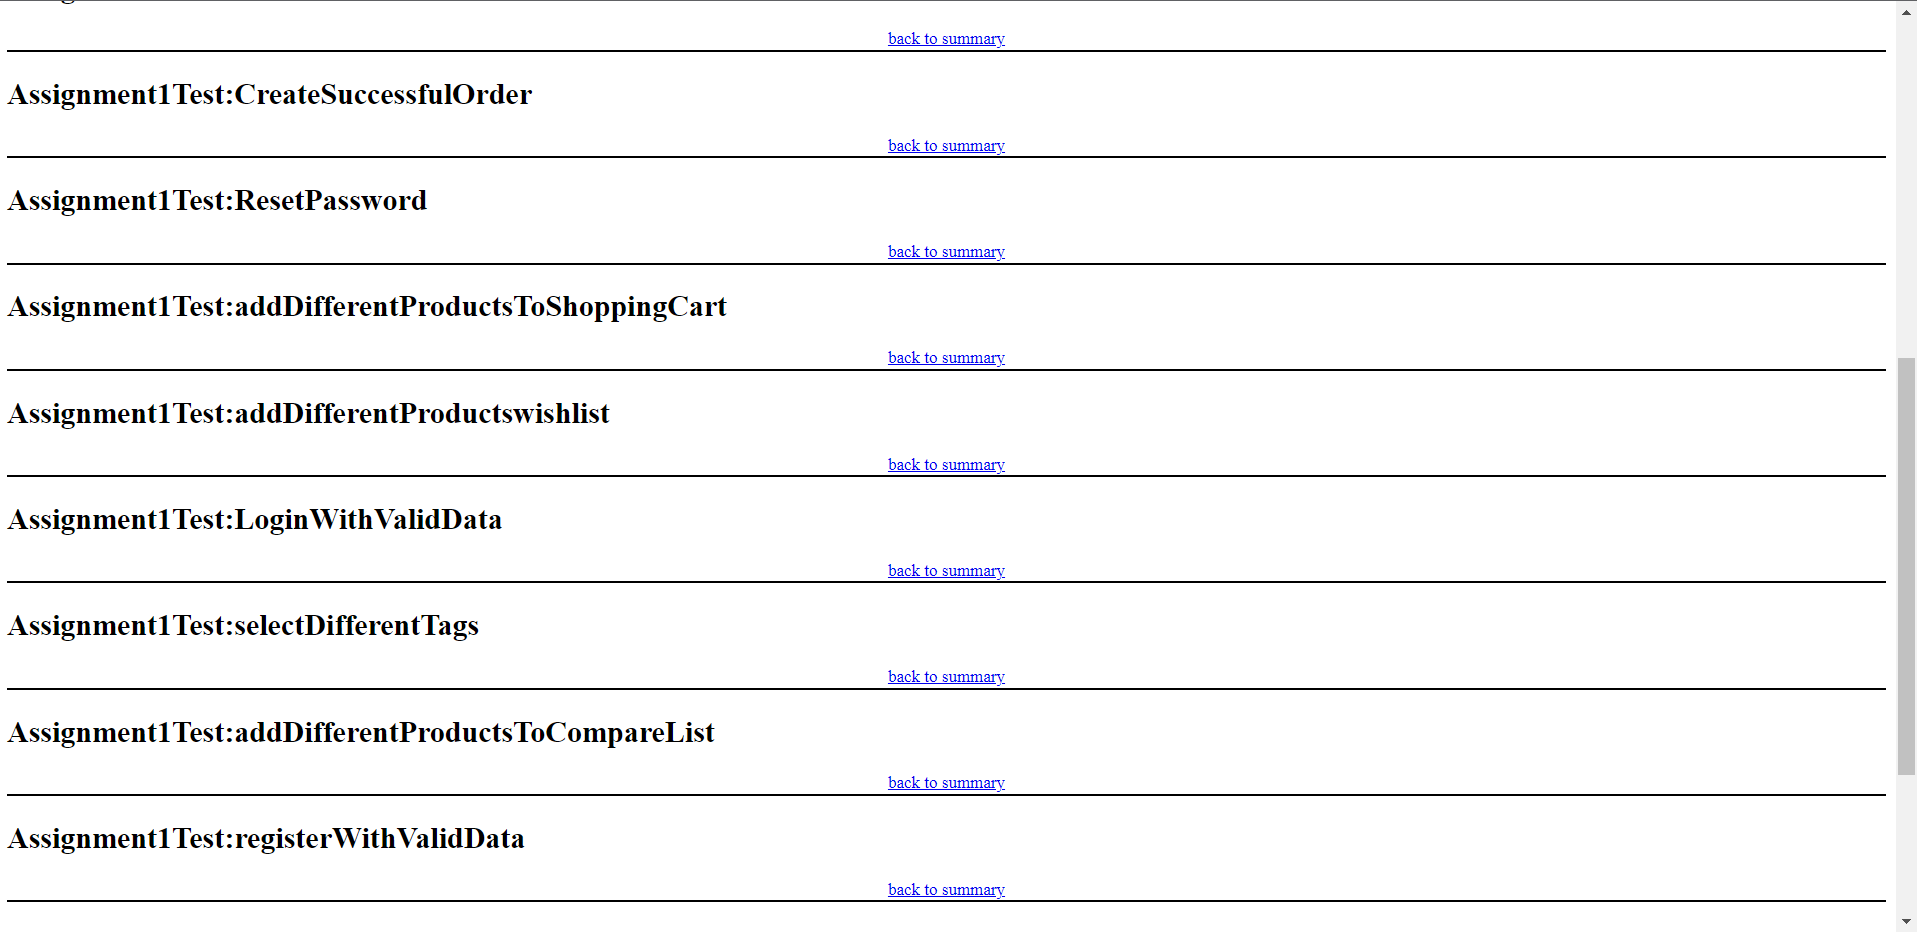 back to summary
Assignment1Test:CreateSuccessfulOrder
back to summary
Assignment1Test:ResetPassword
back to summary
Assignment1Test:addDifferentProductsToShoppingCart
back to summary
Assignment1Test:addDifferentProductswishlist
back to summary
Assignment1Test:LoginWithValidData
back to summary
Assignment1Test:selectDifferentTags
back to summary
Assignment1Test:addDifferentProductsToCompareList
back to summary
Assignment1Test:registerWithValidData
back to summary